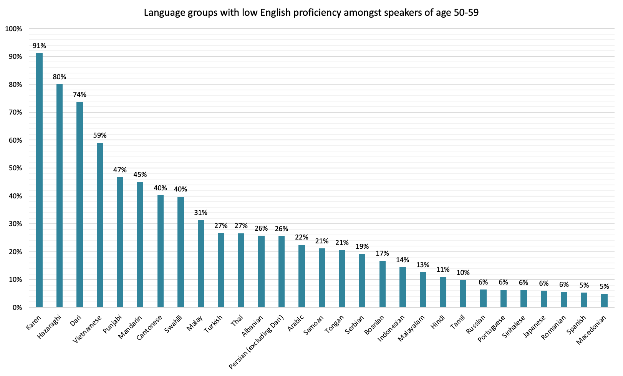 Language groups with low English proficiency amongst speakers of age 50-59
100%
90%
80%
70%
60%
50%
40%
30%
20%
10%
0%
91%
80%
74%
59%
47%
45%
40%
40%
31%
27%
27%
26%
26%
22%
21%
21%
19%
17%
14%
13%
11%
10%
6%
6%
6%
6%
6%
5%
5%
Karen
Hazaraghi
Dari
Vietnamese
Punjabi
Mandarin
Cantonese
Swahili
Malay
Turkish
Thai
Albanian
Persian (excluding Dari)
Arabic
Samoan
Tongan
Serbian
Bosnian
Indonesian
Malayalam
Hindi
Tamil
Russian
Portuguese
Sinhalese
Japanese
Romanian
Spanish
Macedonian